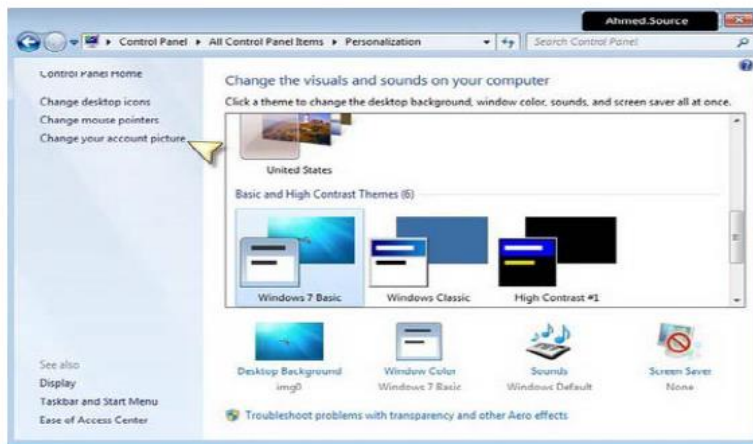 Ahmed.Source
Control Panel ▸ All Control Panel Items ▸ Personalization
Search Control Panel
Control Panel Home
Change desktop icons
Change mouse pointers
Change your account picture
Change the visuals and sounds on your computer
Click a theme to change the desktop background, window color, sounds, and screen saver all at once.
United States
Basic and High Contrast Themes (6)
Windows 7 Basic
Windows Classic
High Contrast #1
Desktop Background
img0
Window Color
Windows 7 Basic
Sounds
Windows Default
Screen Saver
None
See also
Display
Taskbar and Start Menu
Ease of Access Center
Troubleshoot problems with transparency and other Aero effects